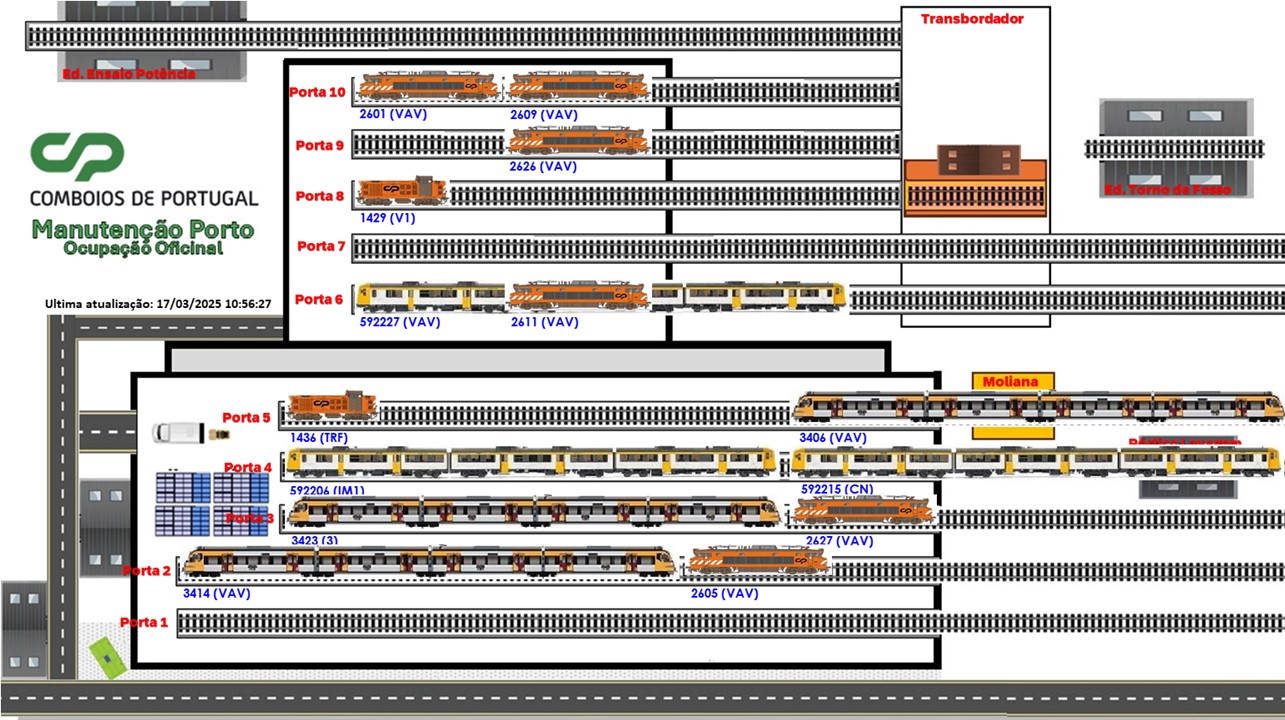 Transbordador
Ed. Ensaio Potência
Porta 10
2601 (VAV)
2609 (VAV)
Porta 9
2626 (VAV)
CP
COMBOIOS DE PORTUGAL
Manutenção Porto
Ocupação Oficinal
Porta 8
1429 (V1)
Ed. Torno de Fosso
Porta 7
Ultima atualização: 17/03/2025 10:56:27
Porta 6
592227 (VAV)
2611 (VAV)
Moliana
Porta 5
1436 (TRF)
3406 (VAV)
Porta 4
592206 (IM1)
592215 (CN)
Porta 3
3423 (3)
2627 (VAV)
Porta 2
3414 (VAV)
2605 (VAV)
Porta 1